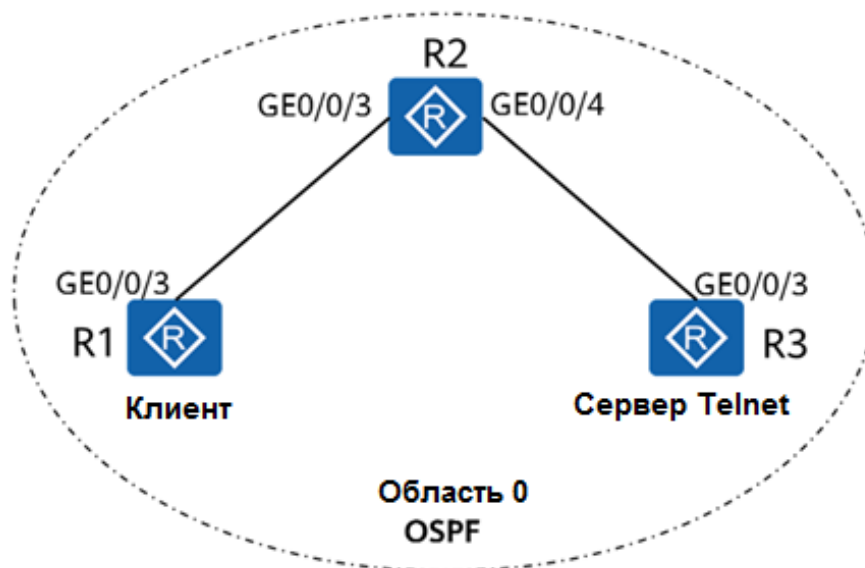 R2
GE0/0/3
GE0/0/4
R
GE0/0/3
GE0/0/3
R1
R
R
R3
Клиент
Сервер Telnet
Область 0
OSPF